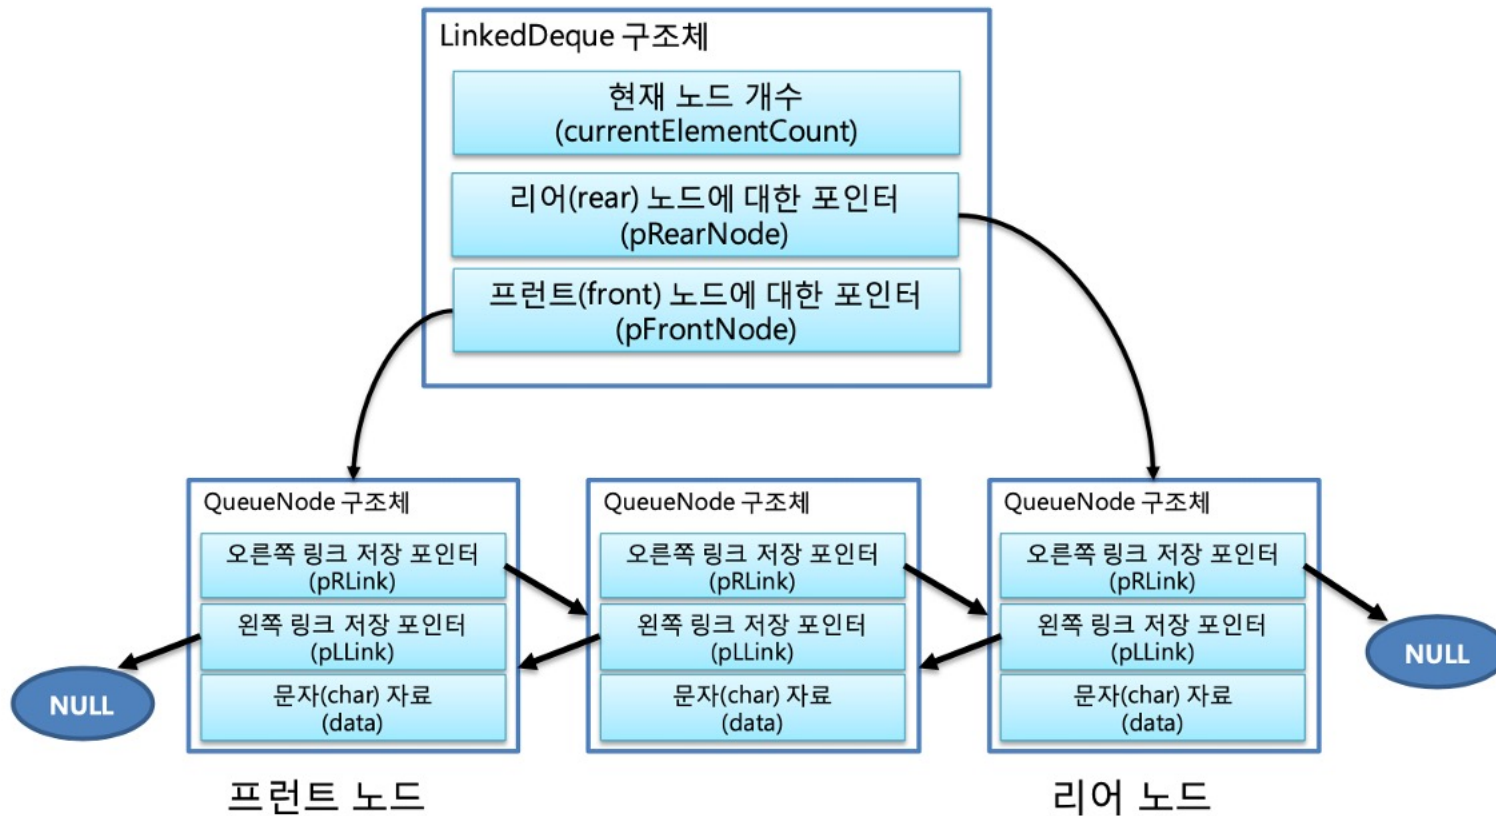 LinkedDeque 구조체
현재 노드 개수
(currentElementCount)
리어(rear) 노드에 대한 포인터
(pRearNode)
프런트(front) 노드에 대한 포인터
(pFrontNode)
QueueNode 구조체
오른쪽 링크 저장 포인터
(pRLink)
왼쪽 링크 저장 포인터
(pLLink)
문자(char) 자료
(data)
QueueNode 구조체
오른쪽 링크 저장 포인터
(pRLink)
왼쪽 링크 저장 포인터
(pLLink)
문자(char) 자료
(data)
QueueNode 구조체
오른쪽 링크 저장 포인터
(pRLink)
왼쪽 링크 저장 포인터
(pLLink)
문자(char) 자료
(data)
NULL
NULL
프런트 노드
리어 노드